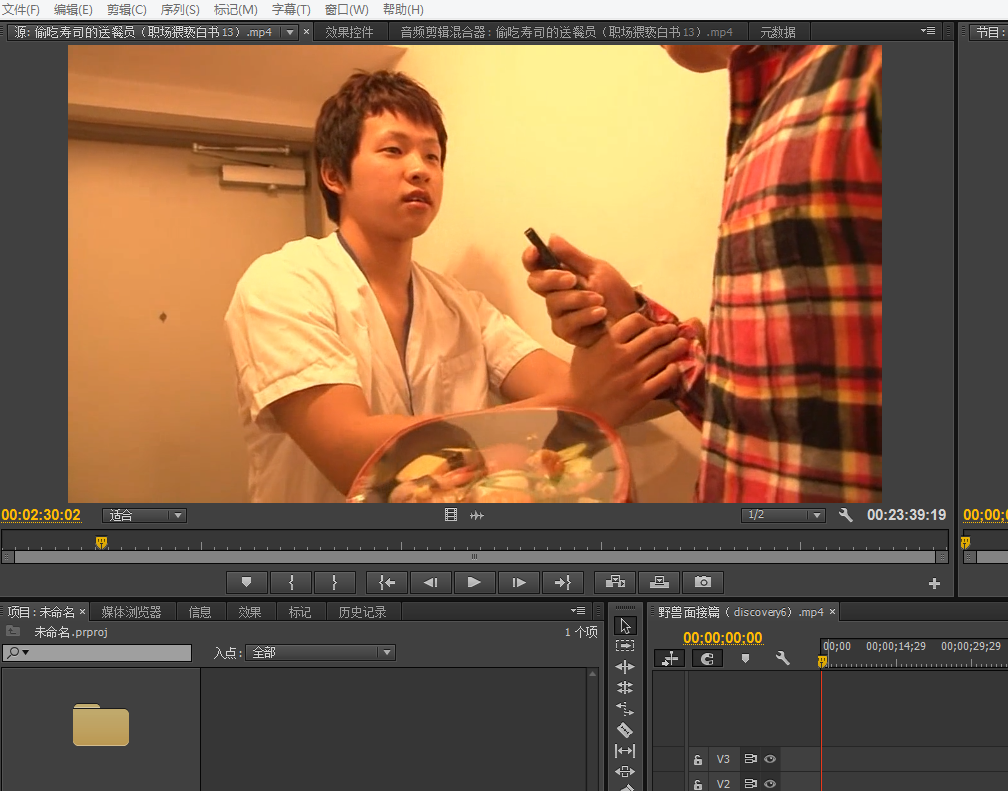 文件(F) 编辑(E) 剪辑(C) 序列(S) 标记(M) 字幕(T) 窗口(W) 帮助(H)
源: 偷吃寿司的送餐员（职场猥亵白书13）.mp4 × 效果控件 音频剪辑混合器: 偷吃寿司的送餐员（职场猥亵白书13）.mp4 元数据 节目:
00:02:30:02 适合 1/2 00:23:39:19 00;00;
项目: 未命名 × 媒体浏览器 信息 效果 标记 历史记录 野兽面接篇（ discovery6）.mp4 ×
未命名.prproj 1 个项
00:00:00:00
入点: 全部
00;00 00;00;14;29 00;00;29;29
V3
V2